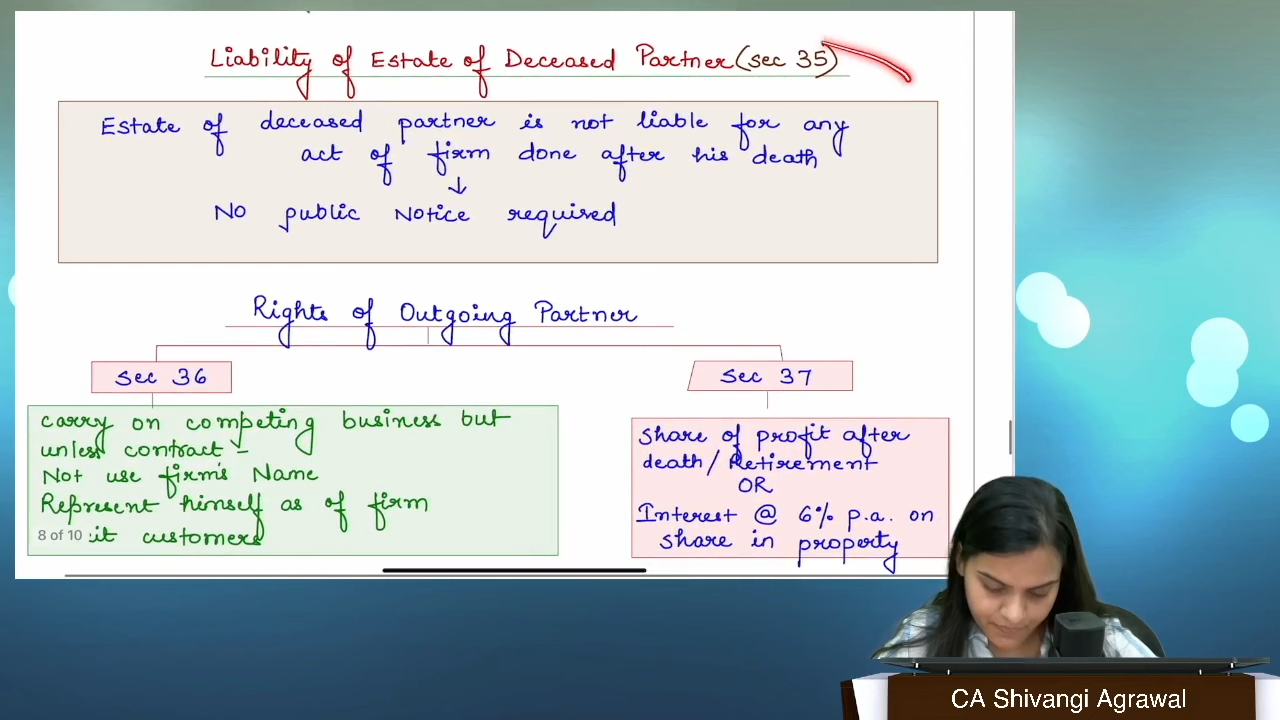 Liability of Estate of Deceased Partner (sec 35)
Estate of deceased partner is not liable for any
act of firm done after his death
↓
No public Notice required
Rights of Outgoing Partner
Sec 36
carry on competing business but
unless contract -
Not use firm's Name
Represent himself as of firm
8 of 10
it customers
Sec 37
Share of profit after
death/Retirement
OR
Interest @ 6% p.a. on
share in property
CA Shivangi Agrawal